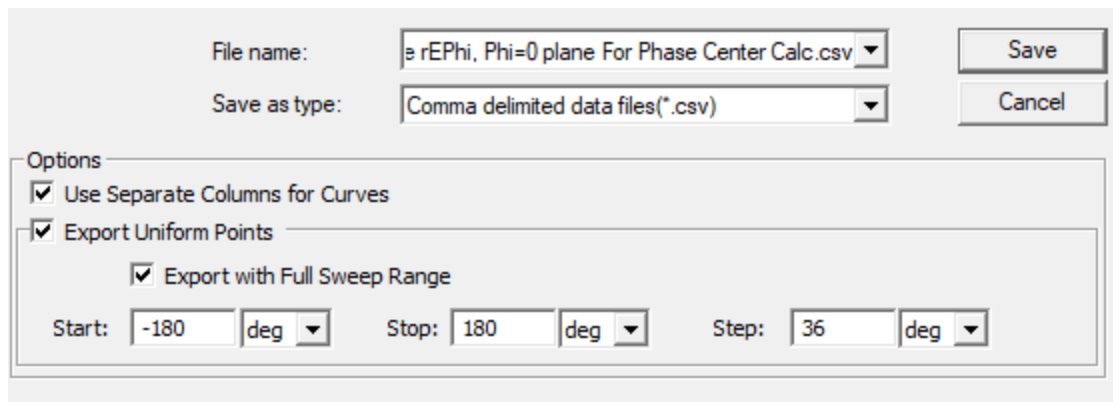 File name: e rEPhi, Phi=0 plane For Phase Center Calc.csv Save
Save as type: Comma delimited data files(*.csv) Cancel
Options
Use Separate Columns for Curves
Export Uniform Points
Export with Full Sweep Range
Start: -180 deg Stop: 180 deg Step: 36 deg